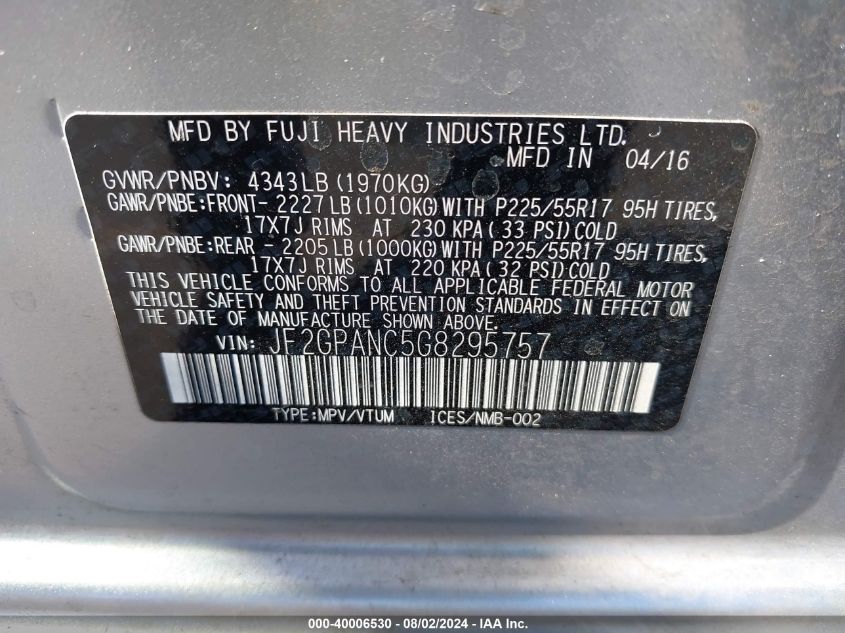 MFD BY FUJI HEAVY INDUSTRIES LTD.
MFD IN 04/16
GVWR/PNBV: 4343LB (1970KG)
GAWR/PNBE:FRONT- 2227LB (1010KG) WITH P225/55R17 95H TIRES,
17X7J RIMS AT 230 KPA( 33 PSI) COLD
GAWR/PNBE:REAR - 2205LB (1000KG) WITH P225/55R17 95H TIRES,
17X7J RIMS AT 220 KPA( 32 PSI) COLD
THIS VEHICLE CONFORMS TO ALL APPLICABLE FEDERAL MOTOR
VEHICLE SAFETY AND THEFT PREVENTION STANDARDS IN EFFECT ON
THE DATE OF MANUFACTURE SHOWN ABOVE.
VIN: JF2GPANC5G8295757
TYPE:MPV/VTUM ICES/NMB-002
000-40006530 - 08/02/2024 - IAA Inc.